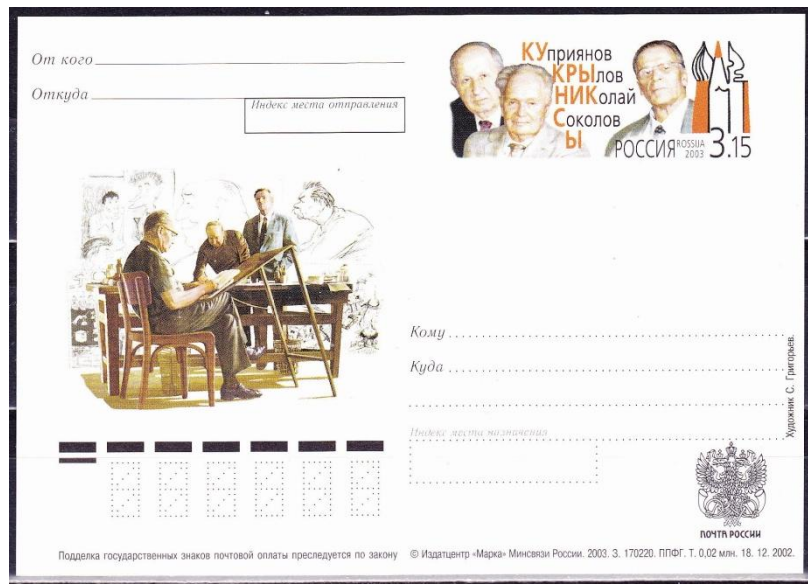 От кого
Откуда
Индекс места отправления
КУприянов
КРЫлов
НИКолай
Соколов
Ы
РОССИЯ ROSSIJA 2003 3.15
Кому
Куда
Индекс места назначения
Художник С. Григорьев.
ПОЧТА РОССИИ
Подделка государственных знаков почтовой оплаты преследуется по закону
© Издатцентр «Марка» Минсвязи России. 2003. З. 170220. ППФГ. Т. 0,02 млн. 18. 12. 2002.